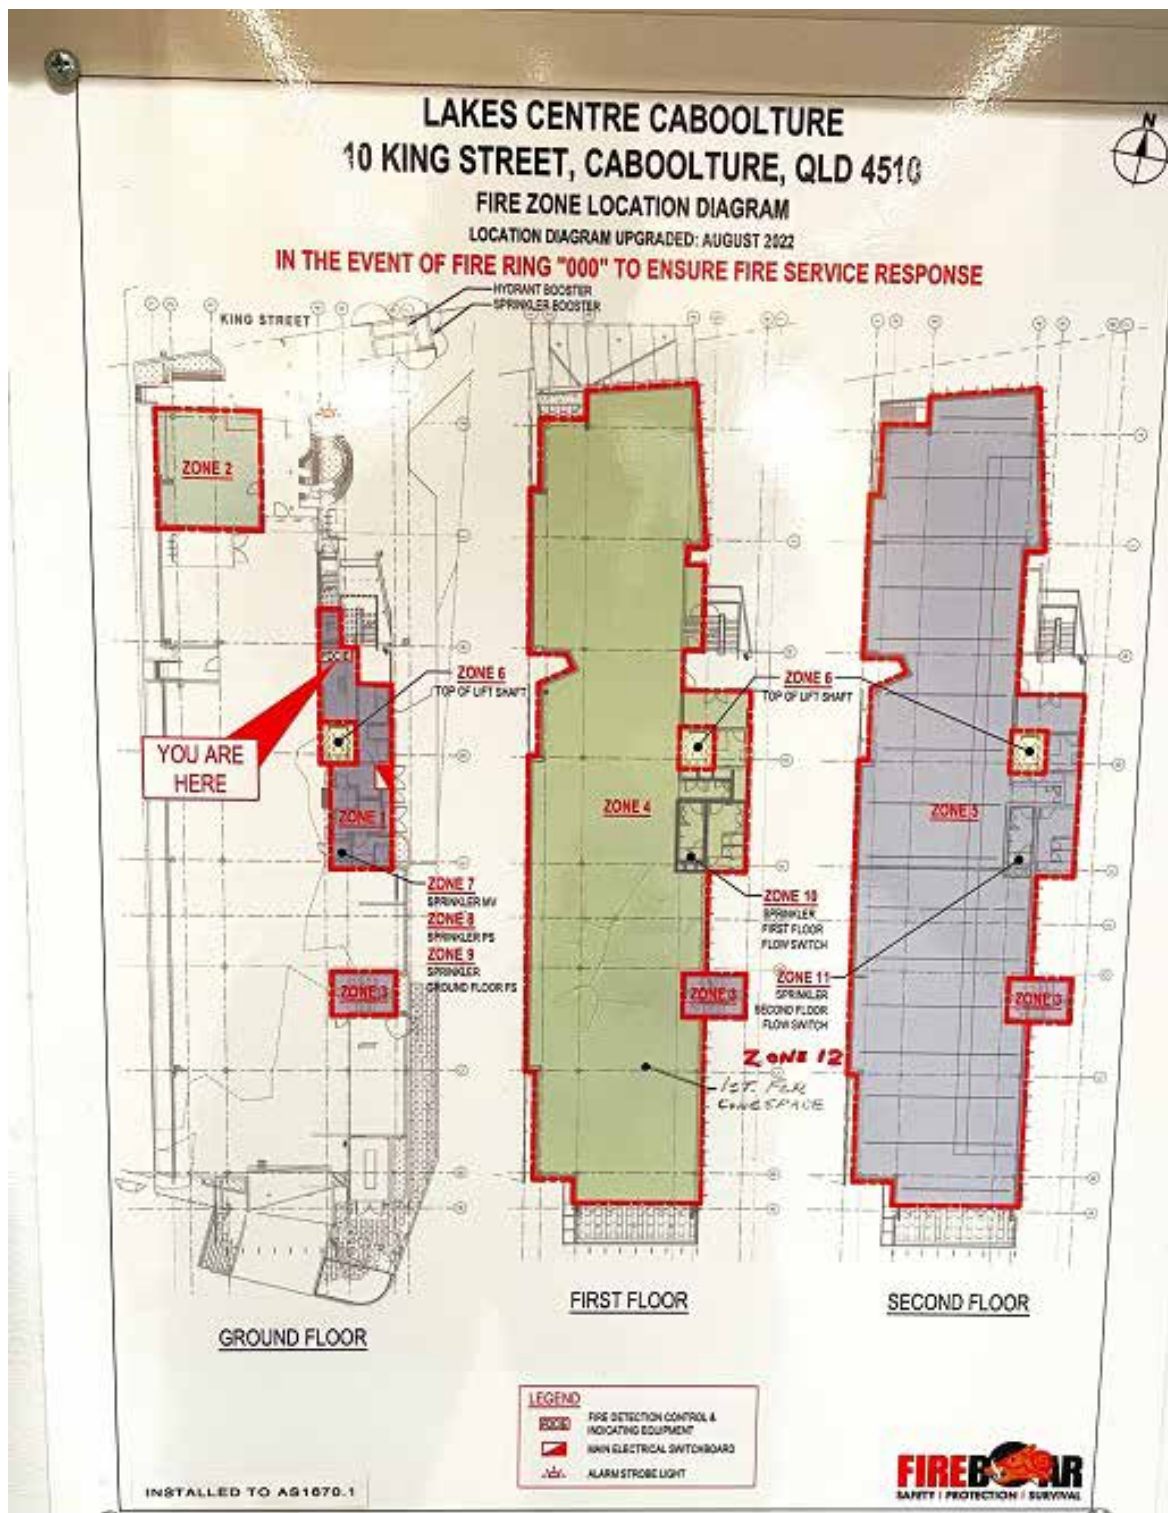 LAKES CENTRE CABOOLTURE
10 KING STREET, CABOOLTURE, QLD 4510
FIRE ZONE LOCATION DIAGRAM
LOCATION DIAGRAM UPGRADED: AUGUST 2022
IN THE EVENT OF FIRE RING "000" TO ENSURE FIRE SERVICE RESPONSE
N
HYDRANT BOOSTER
SPRINKLER BOOSTER
KING STREET
ZONE 2
FDCIE
ZONE 6
TOP OF LIFT SHAFT
YOU ARE
HERE
ZONE 1
ZONE 7
SPRINKLER MV
ZONE 8
SPRINKLER PS
ZONE 9
SPRINKLER
GROUND FLOOR FS
ZONE 3
GROUND FLOOR
ZONE 6
TOP OF LIFT SHAFT
ZONE 4
ZONE 10
SPRINKLER
FIRST FLOOR
FLOW SWITCH
ZONE 3
ZONE 12
1ST. FLR
CONCSPACE
FIRST FLOOR
ZONE 5
ZONE 11
SPRINKLER
SECOND FLOOR
FLOW SWITCH
ZONE 3
SECOND FLOOR
LEGEND
FDCIE
FIRE DETECTION CONTROL &
INDICATING EQUIPMENT
MAIN ELECTRICAL SWITCHBOARD
ALARM STROBE LIGHT
INSTALLED TO AS1670.1
FIREBOAR
SAFETY | PROTECTION | SURVIVAL